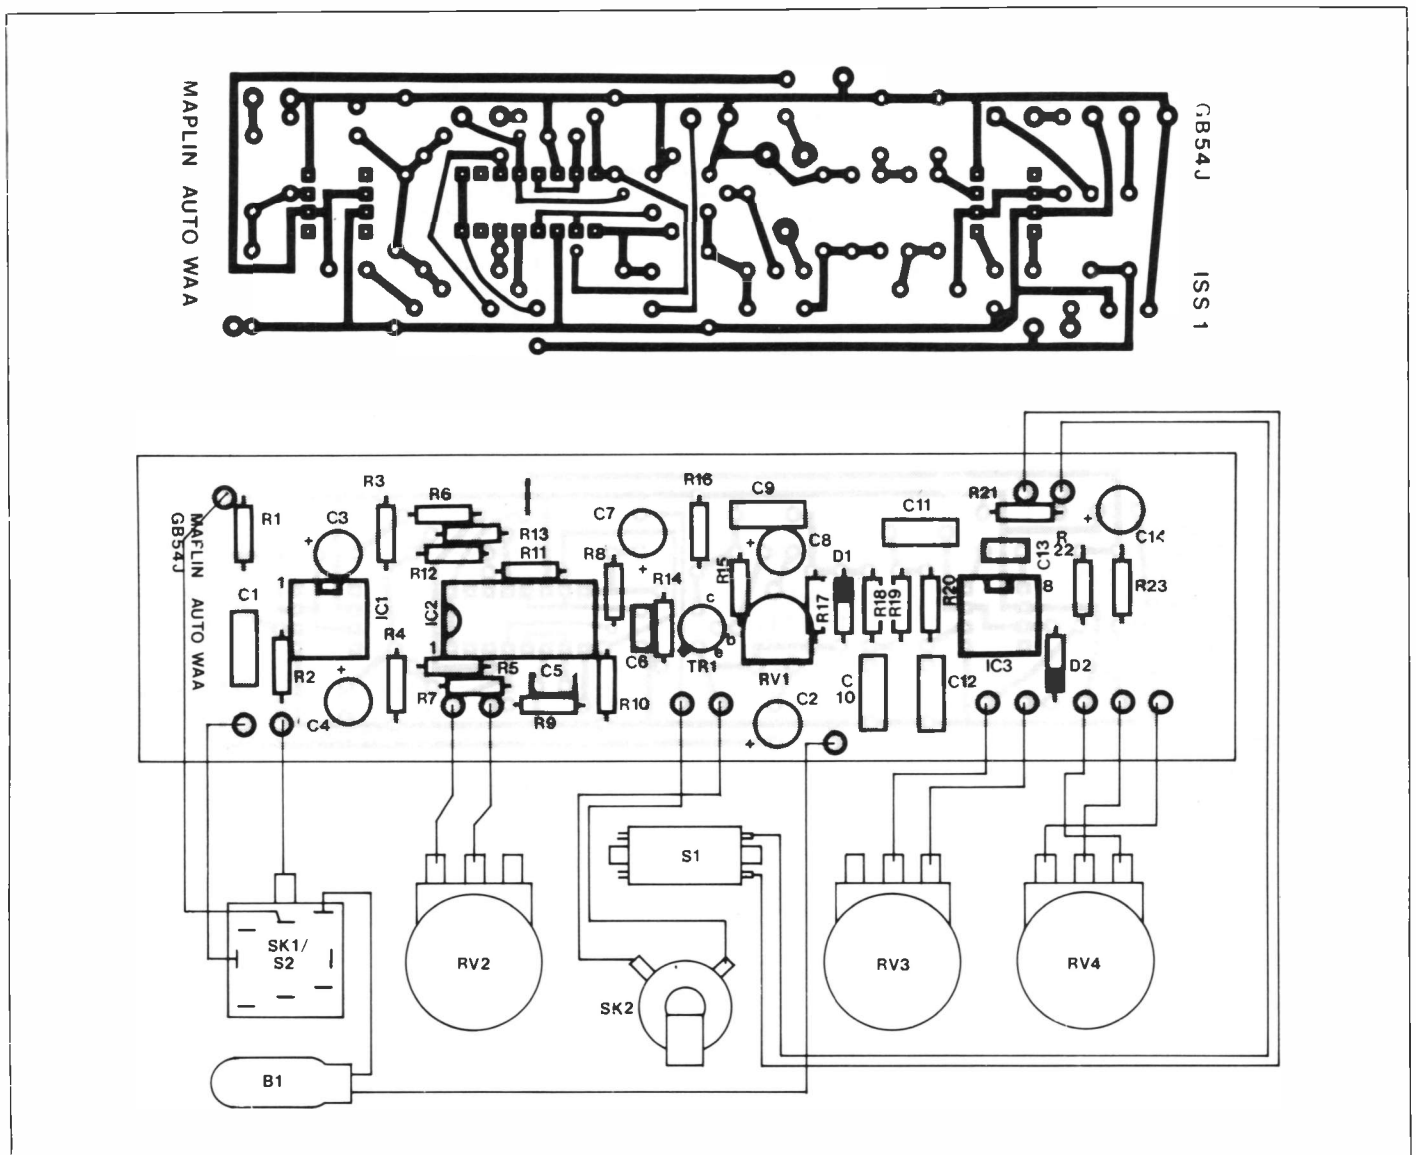 MAPLIN AUTO WAA
GB54J
ISS 1
R1
MAPLIN AUTO WAA
GB54J
C1
R2
C3
+
1
IC1
C4
+
R3
R4
R6
R13
R12
R11
IC2
1
R5
R7
C5
R9
R10
C7
+
R8
R14
C6
R16
C9
C8
+
R15
c
b
e
TR1
RV1
R17
D1
R18
R19
R20
C2
+
C
10
C12
C11
R21
C13
R
22
8
IC3
D2
C14
+
R23
SK1/
S2
B1
RV2
S1
SK2
RV3
RV4